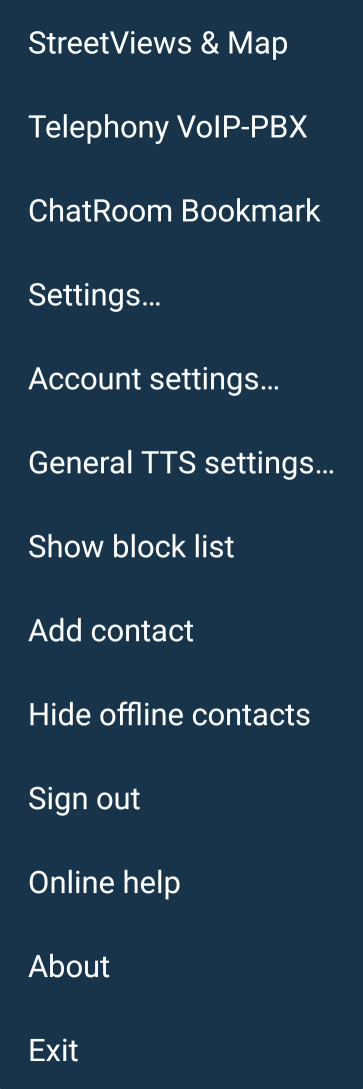 StreetViews & Map
Telephony VoIP-PBX
ChatRoom Bookmark
Settings…
Account settings…
General TTS settings…
Show block list
Add contact
Hide offline contacts
Sign out
Online help
About
Exit